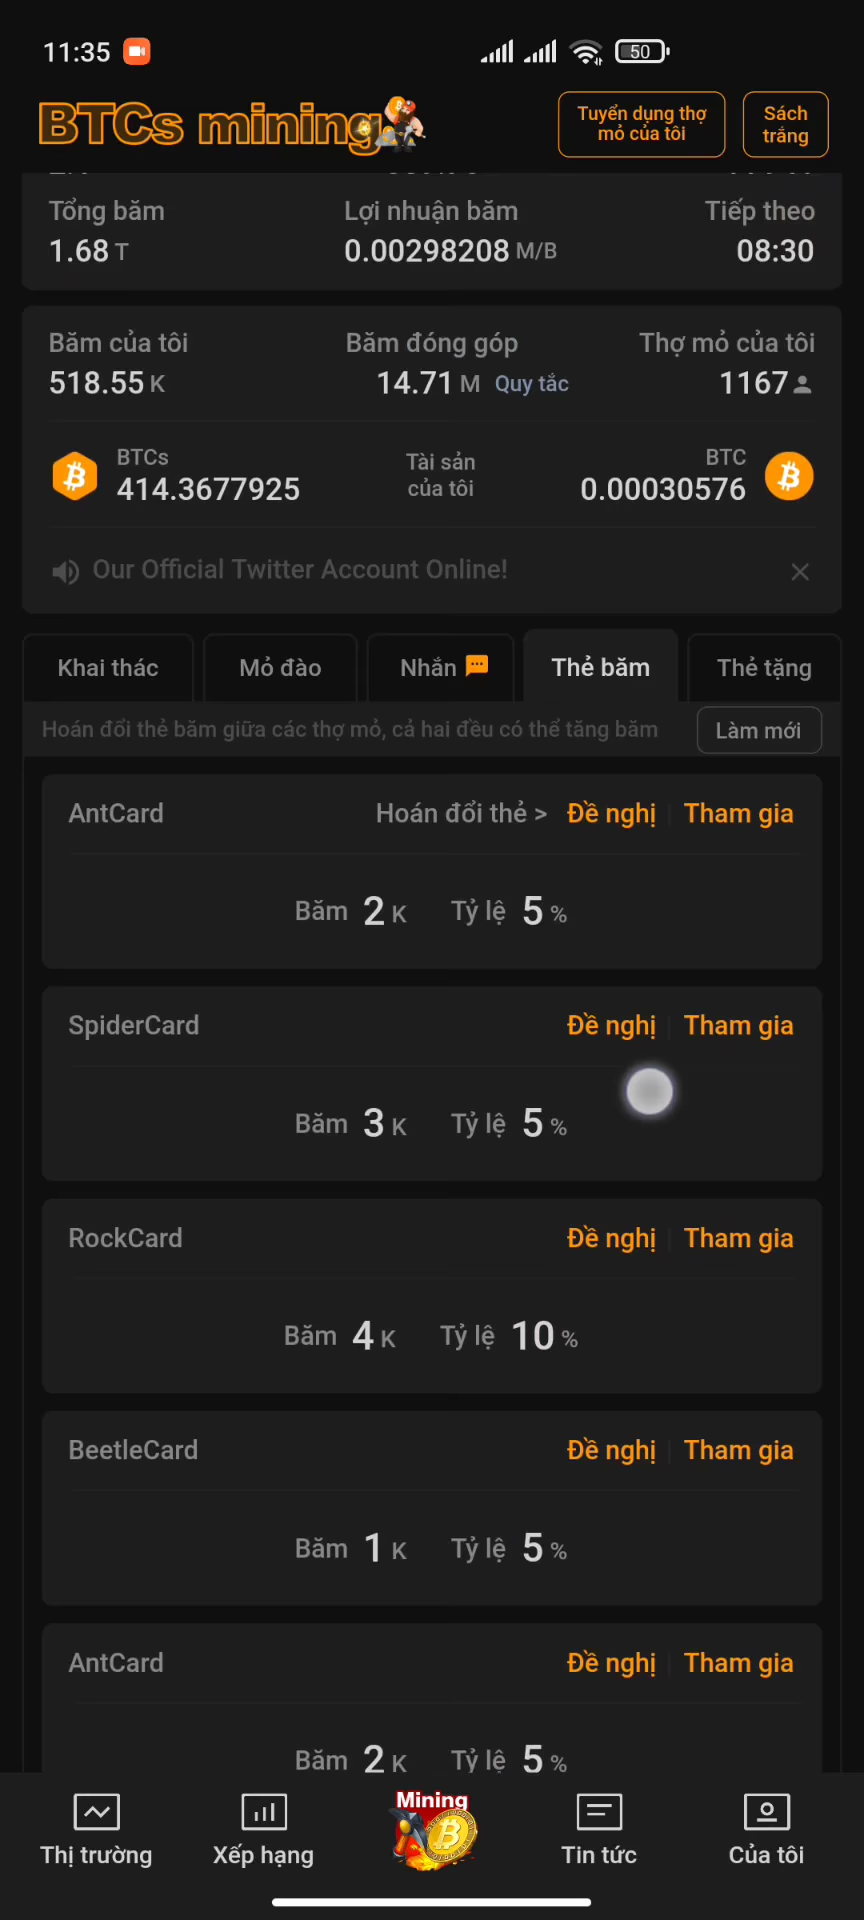 11:35
50
BTCs mining
Tuyển dụng thợ
mỏ của tôi
Sách
trắng
Tổng băm
Lợi nhuận băm
Tiếp theo
1.68 T
0.00298208 M/B
08:30
Băm của tôi
Băm đóng góp
Thợ mỏ của tôi
518.55 K
14.71 M Quy tắc
1167
BTCs
414.3677925
Tài sản
của tôi
BTC
0.00030576
Our Official Twitter Account Online!
Khai thác
Mỏ đào
Nhắn
Thẻ băm
Thẻ tặng
Hoán đổi thẻ băm giữa các thợ mỏ, cả hai đều có thể tăng băm
Làm mới
AntCard
Hoán đổi thẻ >
Đề nghị
Tham gia
Băm 2 K Tỷ lệ 5 %
SpiderCard
Đề nghị
Tham gia
Băm 3 K Tỷ lệ 5 %
RockCard
Đề nghị
Tham gia
Băm 4 K Tỷ lệ 10 %
BeetleCard
Đề nghị
Tham gia
Băm 1 K Tỷ lệ 5 %
AntCard
Đề nghị
Tham gia
Băm 2 K Tỷ lệ 5 %
Mining
Thị trường
Xếp hạng
Tin tức
Của tôi